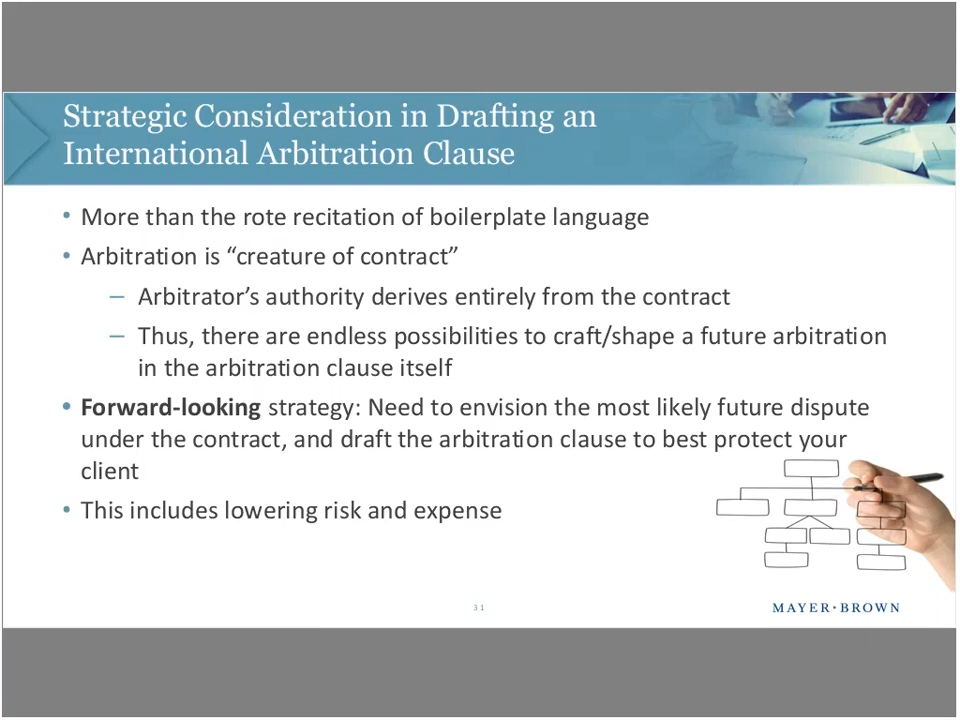 Strategic Consideration in Drafting an
International Arbitration Clause
• More than the rote recitation of boilerplate language
• Arbitration is “creature of contract”
– Arbitrator’s authority derives entirely from the contract
– Thus, there are endless possibilities to craft/shape a future arbitration
in the arbitration clause itself
• Forward-looking strategy: Need to envision the most likely future dispute
under the contract, and draft the arbitration clause to best protect your
client
• This includes lowering risk and expense
31
MAYER•BROWN